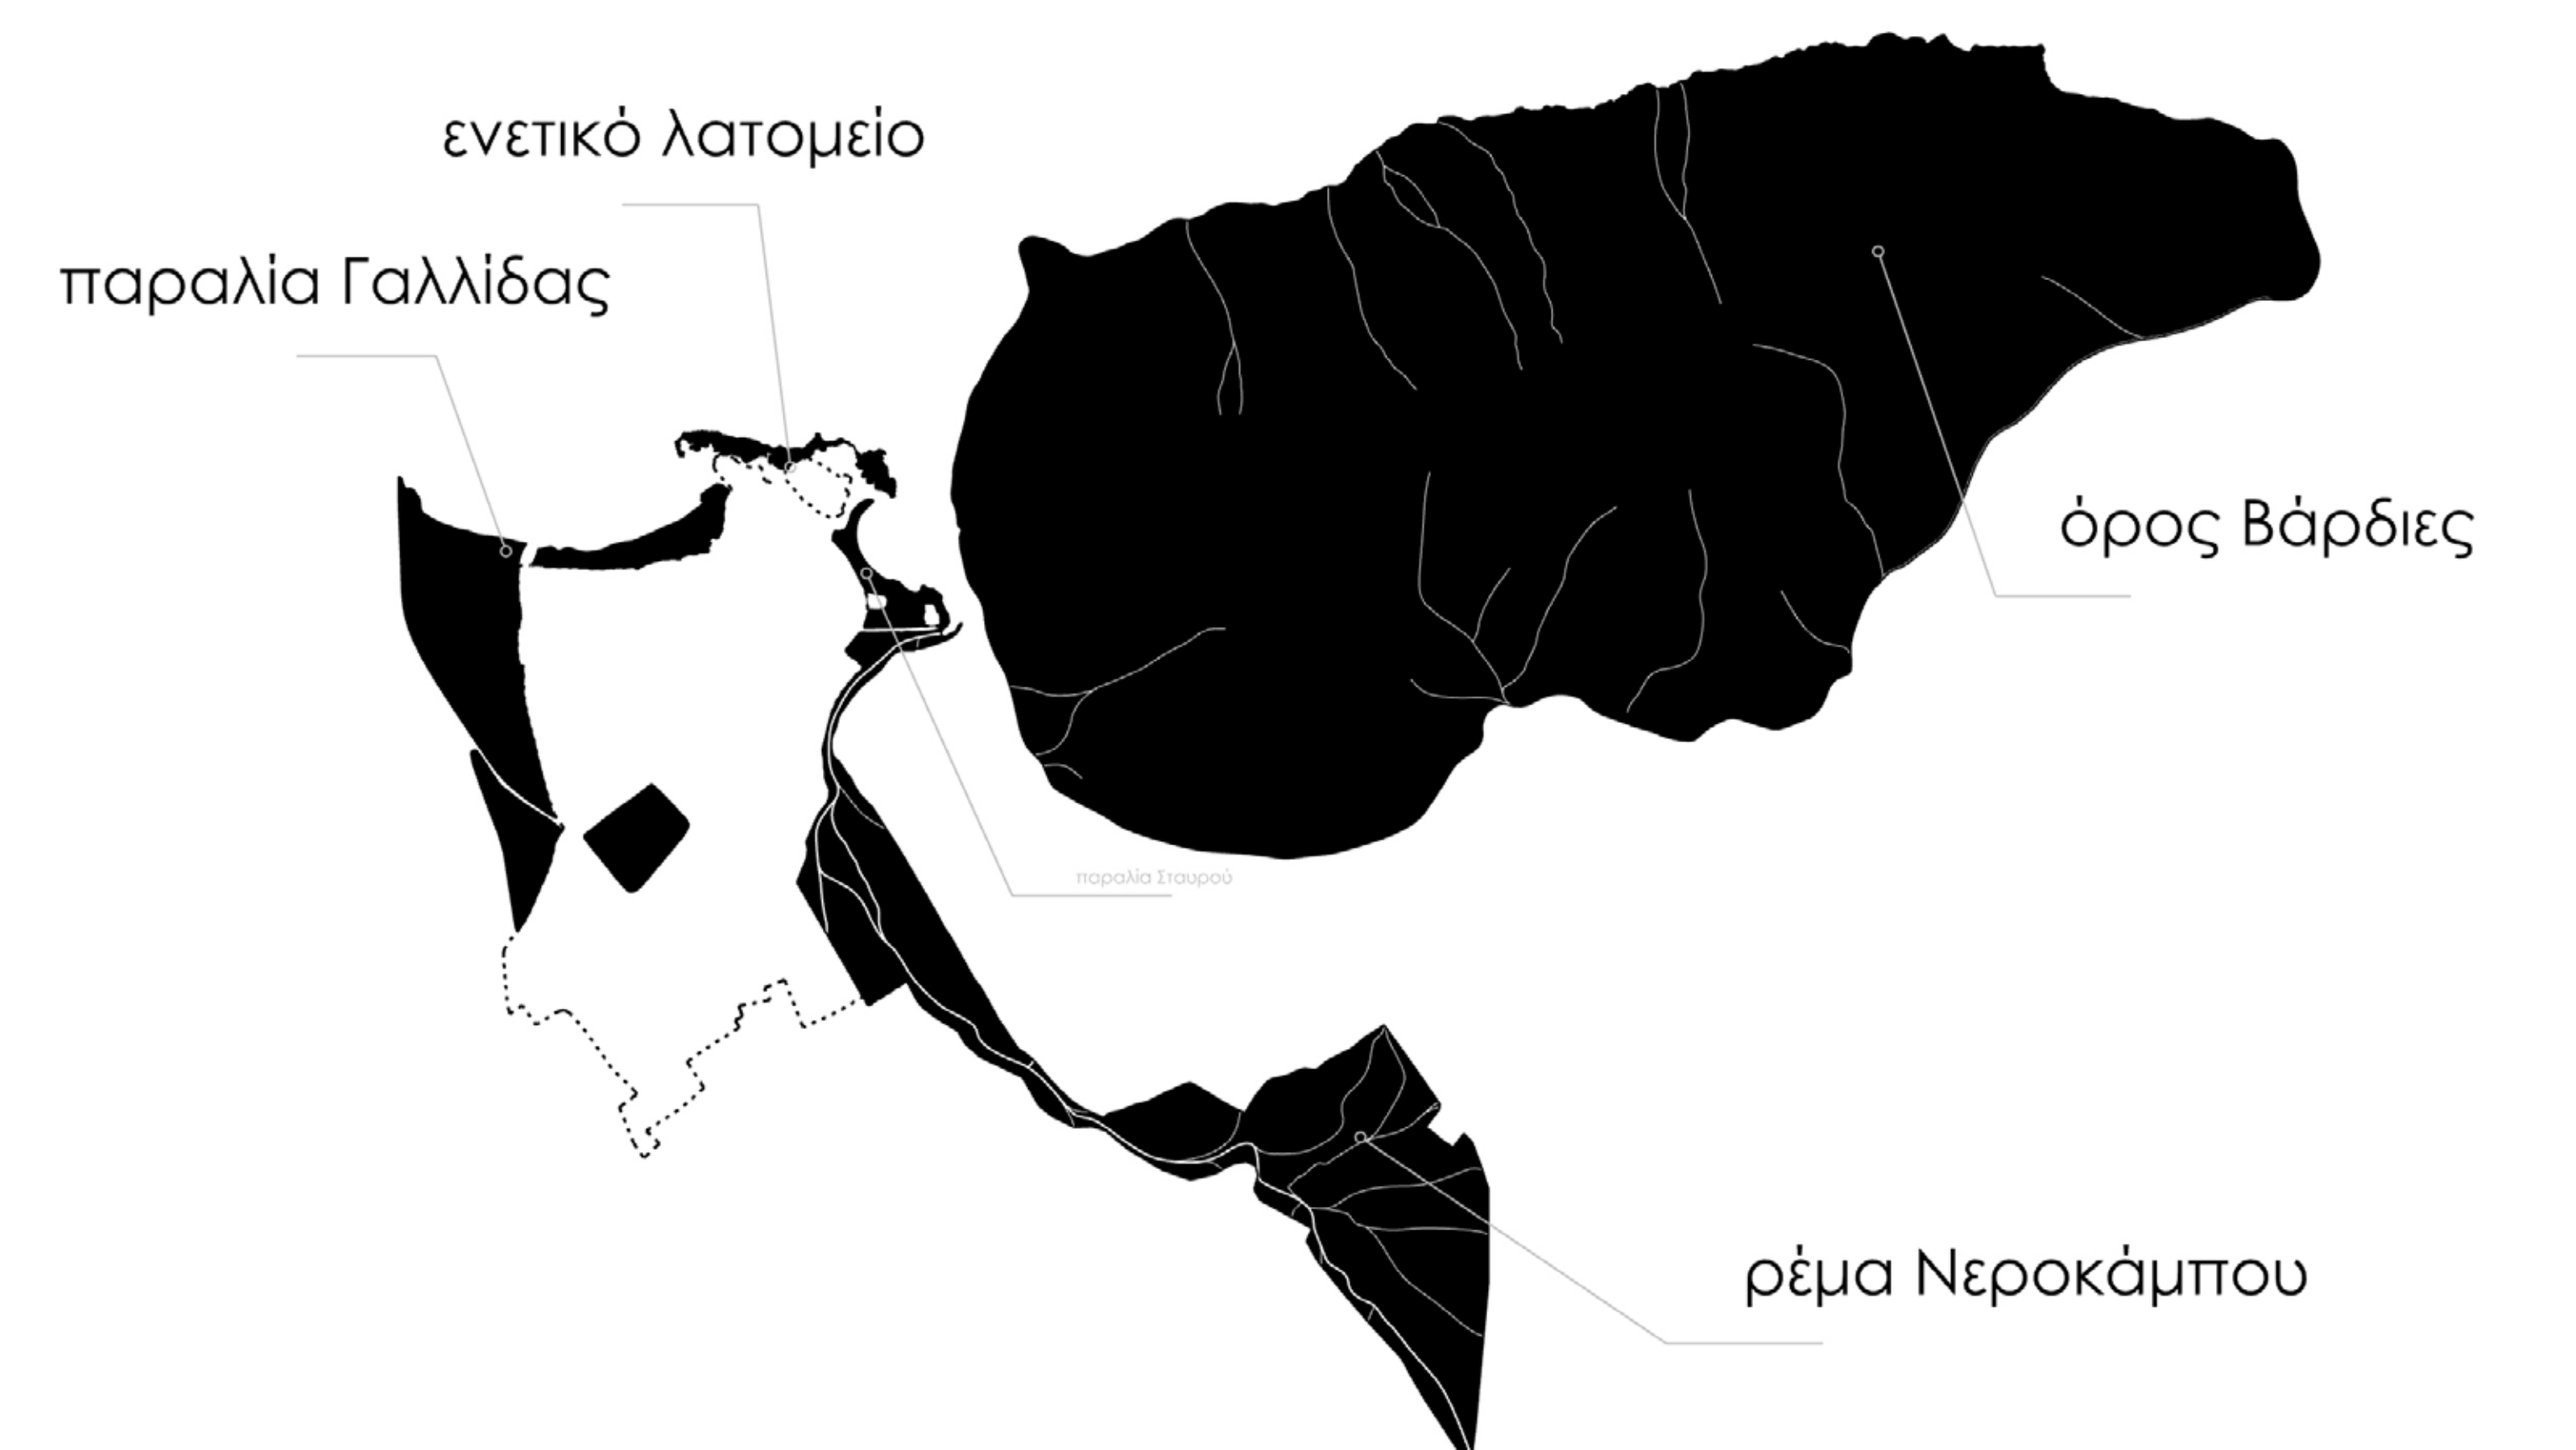 ενετικό λατομείο
παραλία Γαλλίδας
όρος Βάρδιες
παραλία Σταυρού
ρέμα Νεροκάμπου